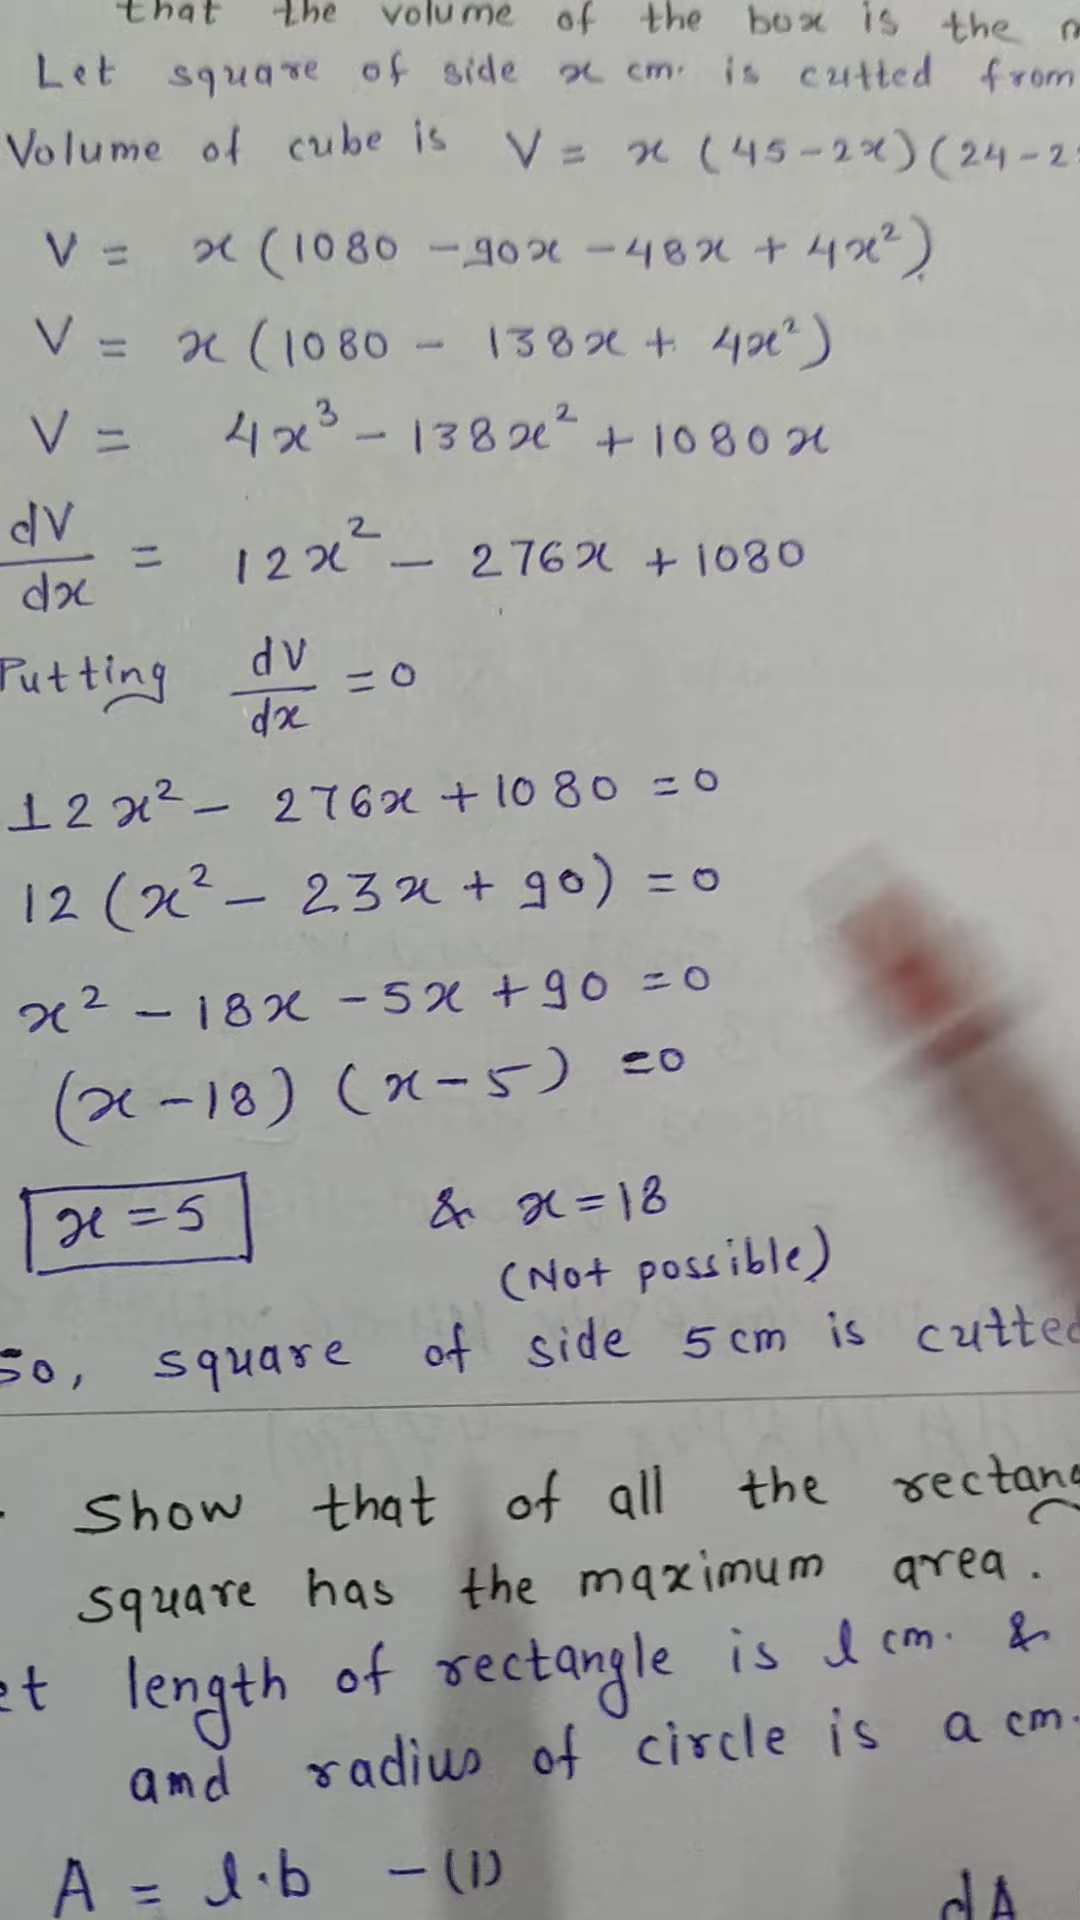 that the volume of the box is the
Let square of side x cm. is cutted from
Volume of cube is V = x (45-2x)(24-2
V = x (1080 - 90x - 48x + 4x²)
V = x (1080 - 138x + 4x²)
V = 4x³ - 138x² + 1080x
dV/dx = 12x² - 276x + 1080
Putting dV/dx = 0
12x² - 276x + 1080 = 0
12 (x² - 23x + 90) = 0
x² - 18x - 5x + 90 = 0
(x-18) (x-5) = 0
x = 5 & x = 18
(Not possible)
So, square of side 5 cm is cutted
Show that of all the rectang
square has the maximum area.
et length of rectangle is l cm. &
and radius of circle is a cm.
A = l.b -(1)
dA